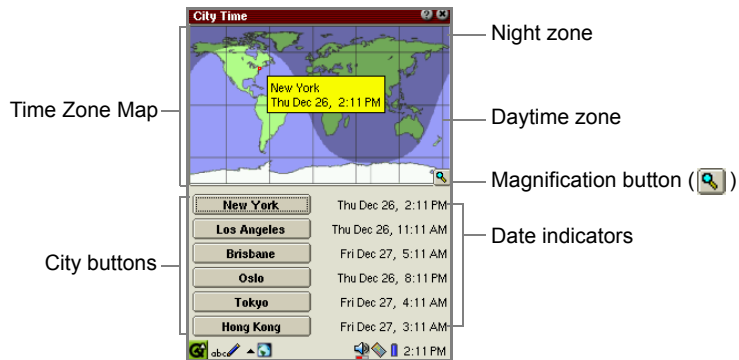 City Time
Night zone
New York
Thu Dec 26, 2:11 PM
Time Zone Map
Daytime zone
Magnification button ( )
New York Thu Dec 26, 2:11 PM
Los Angeles Thu Dec 26, 11:11 AM
Date indicators
Brisbane Fri Dec 27, 5:11 AM
City buttons
Oslo Thu Dec 26, 8:11 PM
Tokyo Fri Dec 27, 4:11 AM
Hong Kong Fri Dec 27, 3:11 AM
abc 2:11 PM